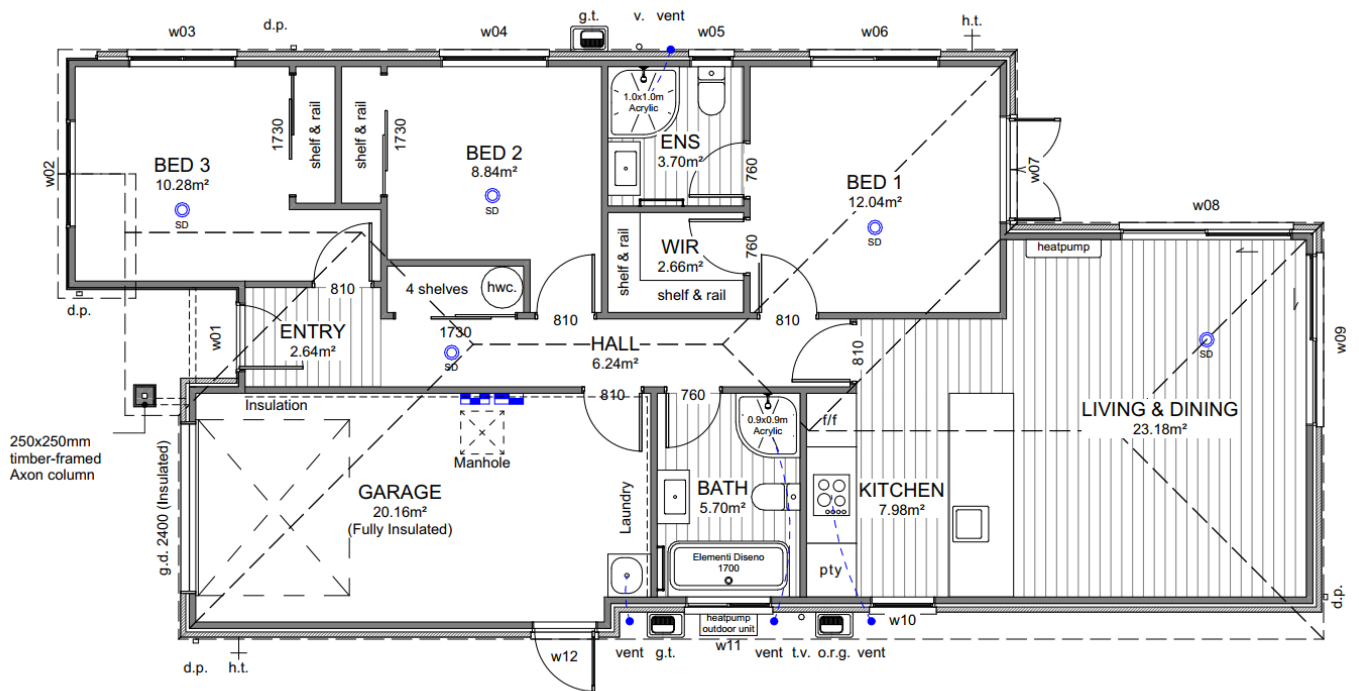 w03
d.p.
w04
g.t.
v.
vent
w05
w06
h.t.
w02
BED 3
10.28m²
SD
1730
shelf & rail
shelf & rail
1730
BED 2
8.84m²
SD
1.0x1.0m
Acrylic
ENS
3.70m²
760
BED 1
12.04m²
SD
w07
w08
heatpump
WIR
2.66m²
760
shelf & rail
shelf & rail
d.p.
810
4 shelves
hwc.
w01
ENTRY
2.64m²
1730
SD
810
HALL
6.24m²
810
810
SD
w09
250x250mm
timber-framed
Axon column
Insulation
810
760
0.9x0.9m
Acrylic
f/f
LIVING & DINING
23.18m²
Manhole
g.d. 2400 (Insulated)
GARAGE
20.16m²
(Fully Insulated)
Laundry
BATH
5.70m²
KITCHEN
7.98m²
Elementi Diseno
1700
pty
d.p.
heatpump
outdoor unit
w10
d.p.
h.t.
w12
vent
g.t.
w11
vent
t.v.
o.r.g.
vent